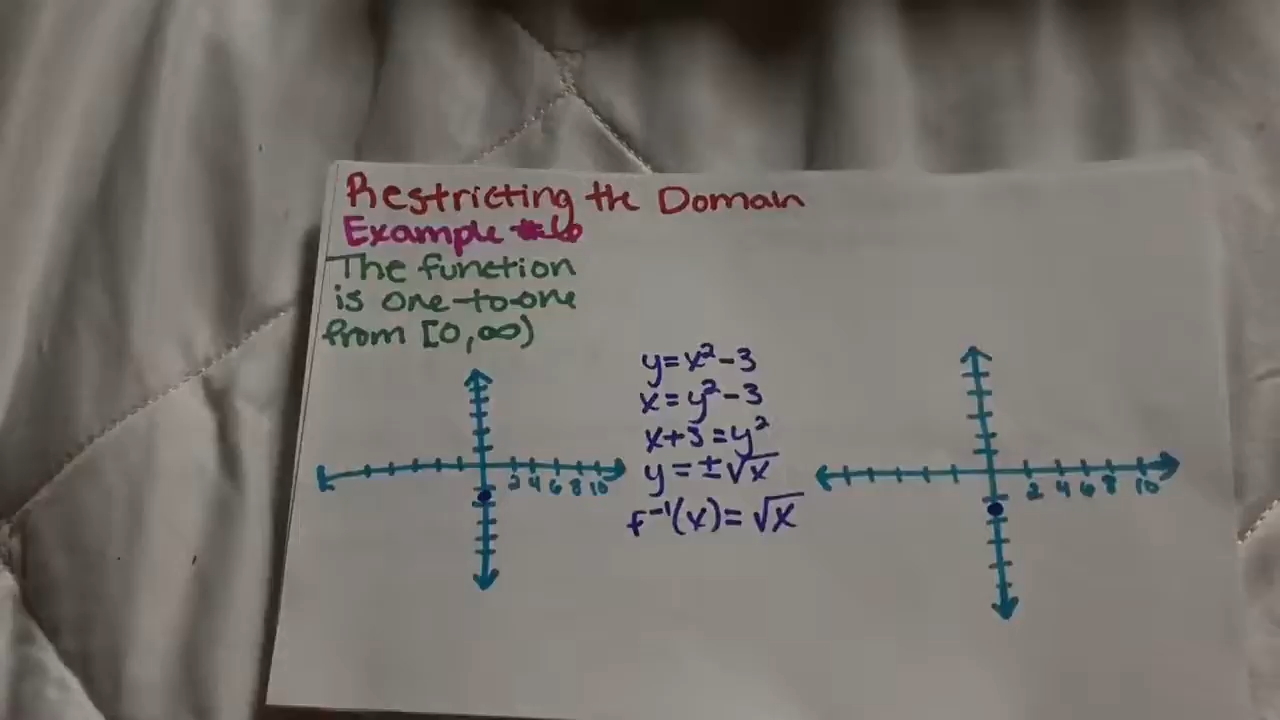 Restricting the Domain
Example #6
The function
is one-to-one
from [0,∞)
y=x²-3
x=y²-3
x+3=y²
y=±√x
f⁻¹(x)=√x
2 4 6 8 10
2 4 6 8 10